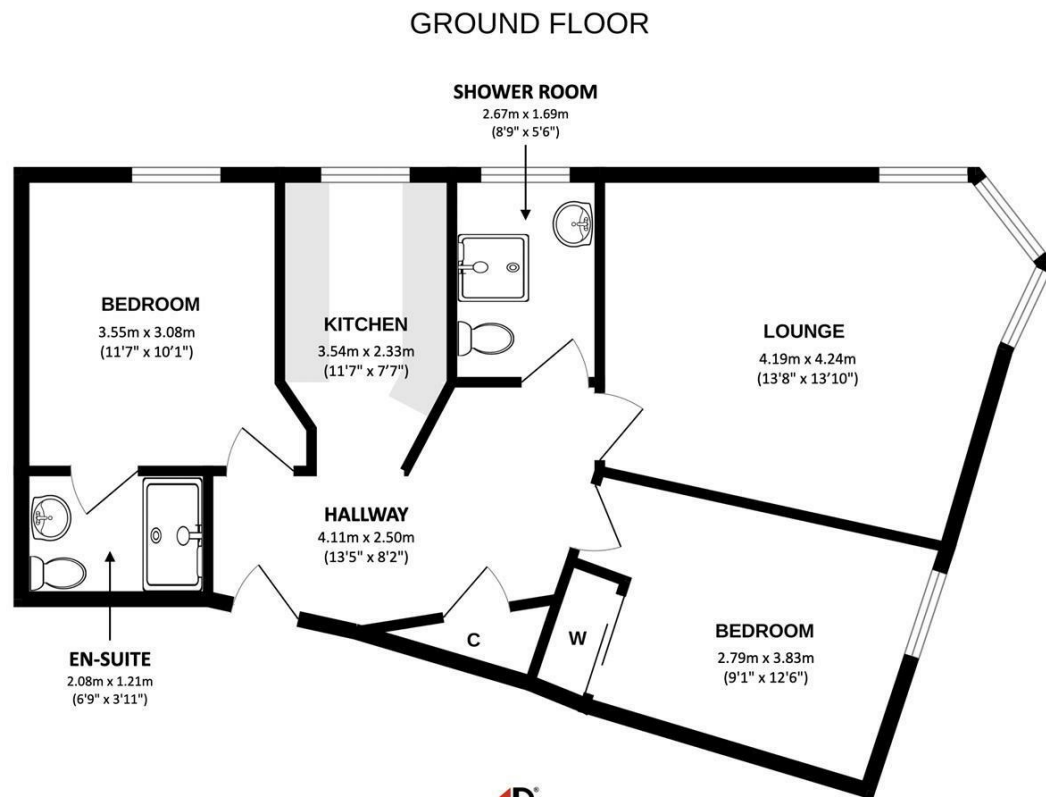 GROUND FLOOR
SHOWER ROOM
2.67m x 1.69m
(8'9" x 5'6")
BEDROOM
3.55m x 3.08m
(11'7" x 10'1")
KITCHEN
3.54m x 2.33m
(11'7" x 7'7")
LOUNGE
4.19m x 4.24m
(13'8" x 13'10")
HALLWAY
4.11m x 2.50m
(13'5" x 8'2")
C
W
BEDROOM
2.79m x 3.83m
(9'1" x 12'6")
EN-SUITE
2.08m x 1.21m
(6'9" x 3'11")